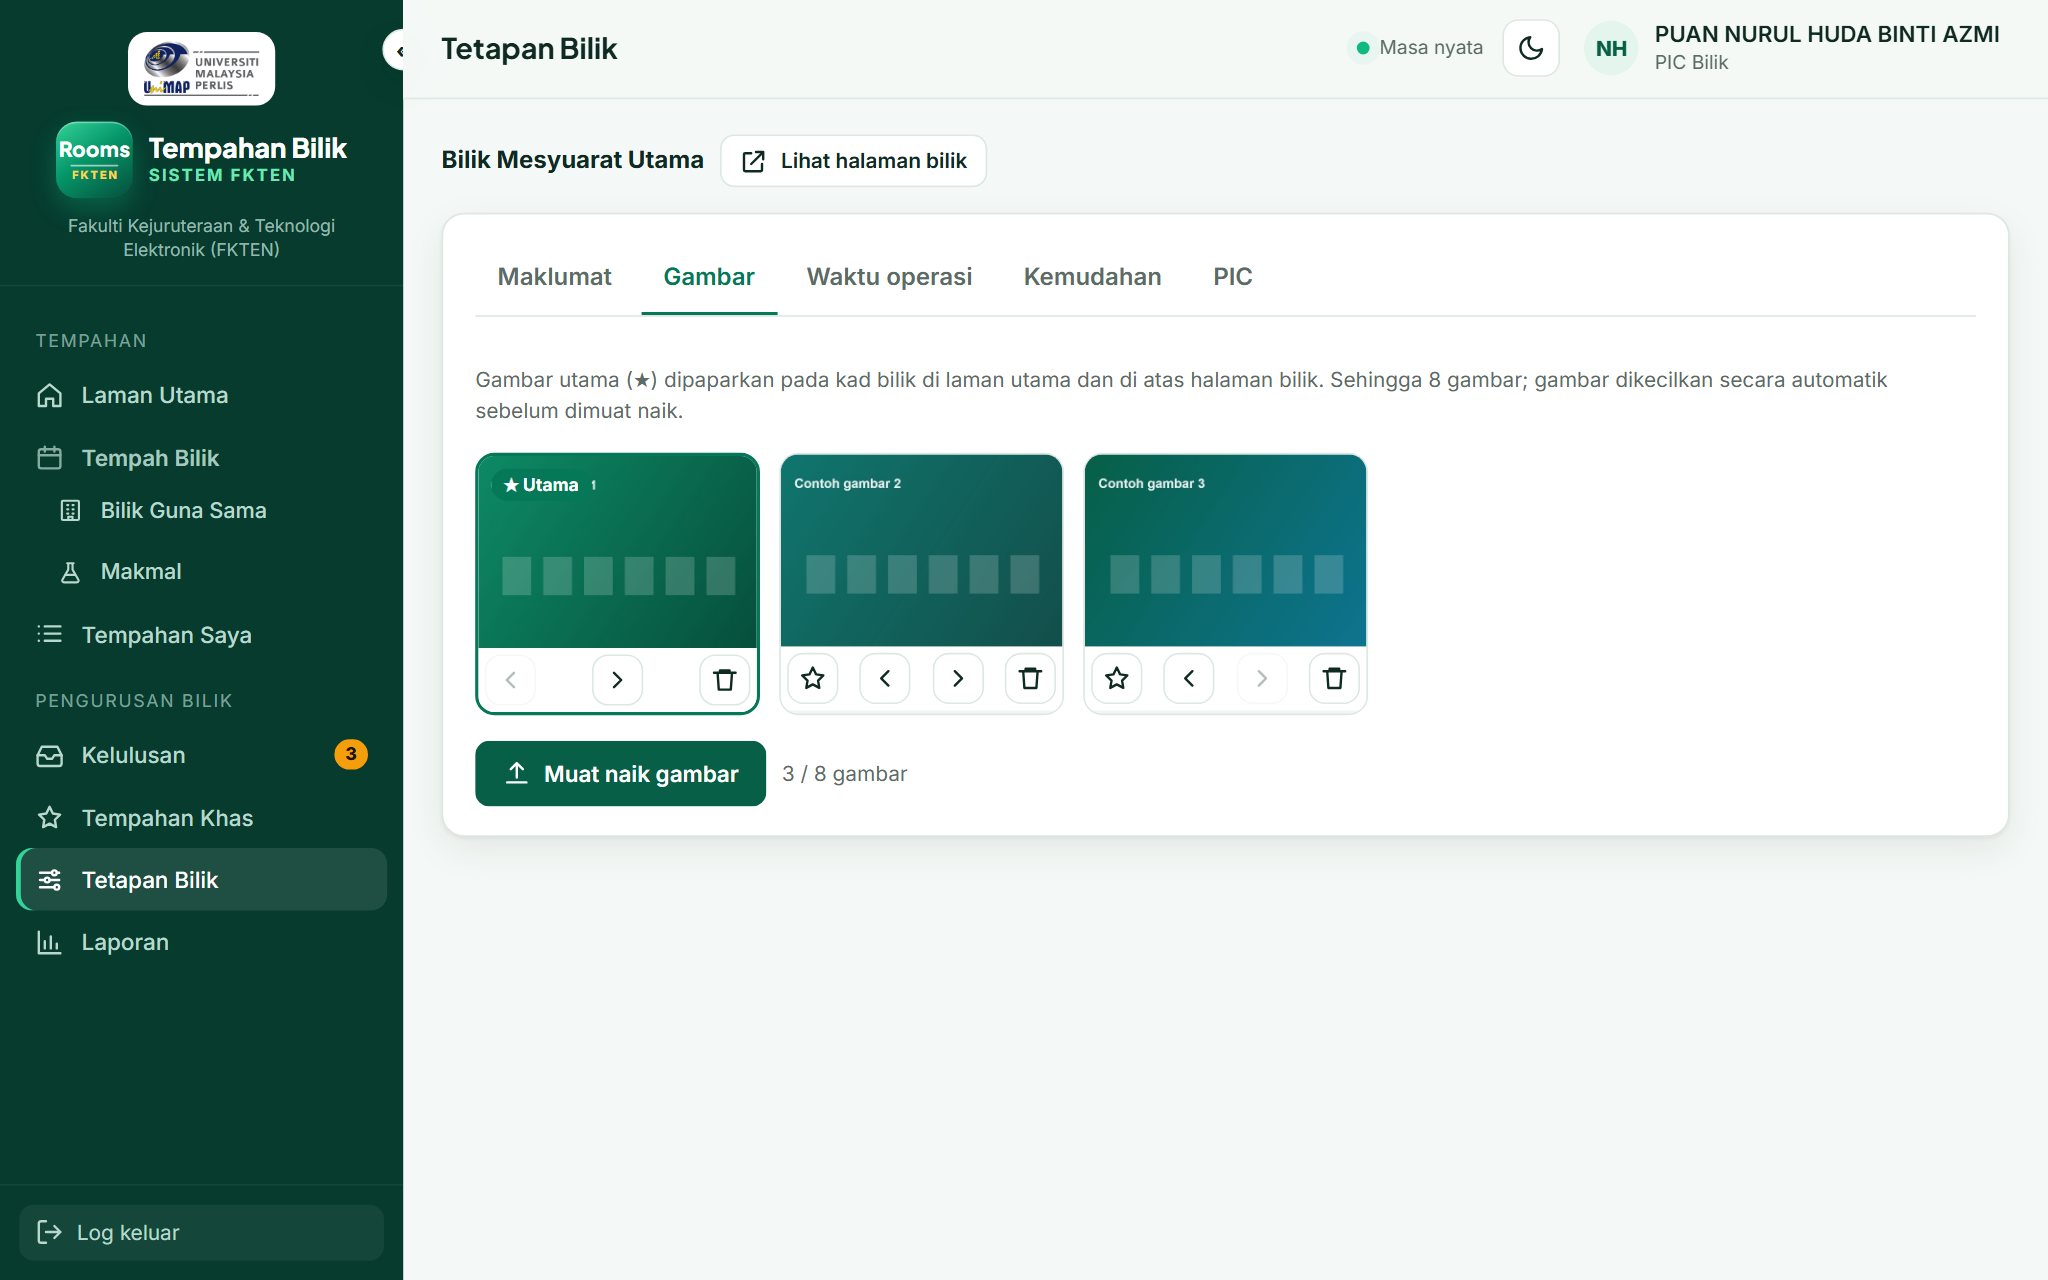 UNIVERSITI
MALAYSIA
PERLIS
UniMAP
Rooms
FKTEN
Tempahan Bilik
SISTEM FKTEN
Fakulti Kejuruteraan & Teknologi
Elektronik (FKTEN)
TEMPAHAN
Laman Utama
Tempah Bilik
Bilik Guna Sama
Makmal
Tempahan Saya
PENGURUSAN BILIK
Kelulusan 3
Tempahan Khas
Tetapan Bilik
Laporan
Log keluar
Tetapan Bilik
Masa nyata
NH
PUAN NURUL HUDA BINTI AZMI
PIC Bilik
Bilik Mesyuarat Utama
Lihat halaman bilik
Maklumat Gambar Waktu operasi Kemudahan PIC
Gambar utama (★) dipaparkan pada kad bilik di laman utama dan di atas halaman bilik. Sehingga 8 gambar; gambar dikecilkan secara automatik
sebelum dimuat naik.
★ Utama 1
Contoh gambar 2
Contoh gambar 3
Muat naik gambar
3 / 8 gambar